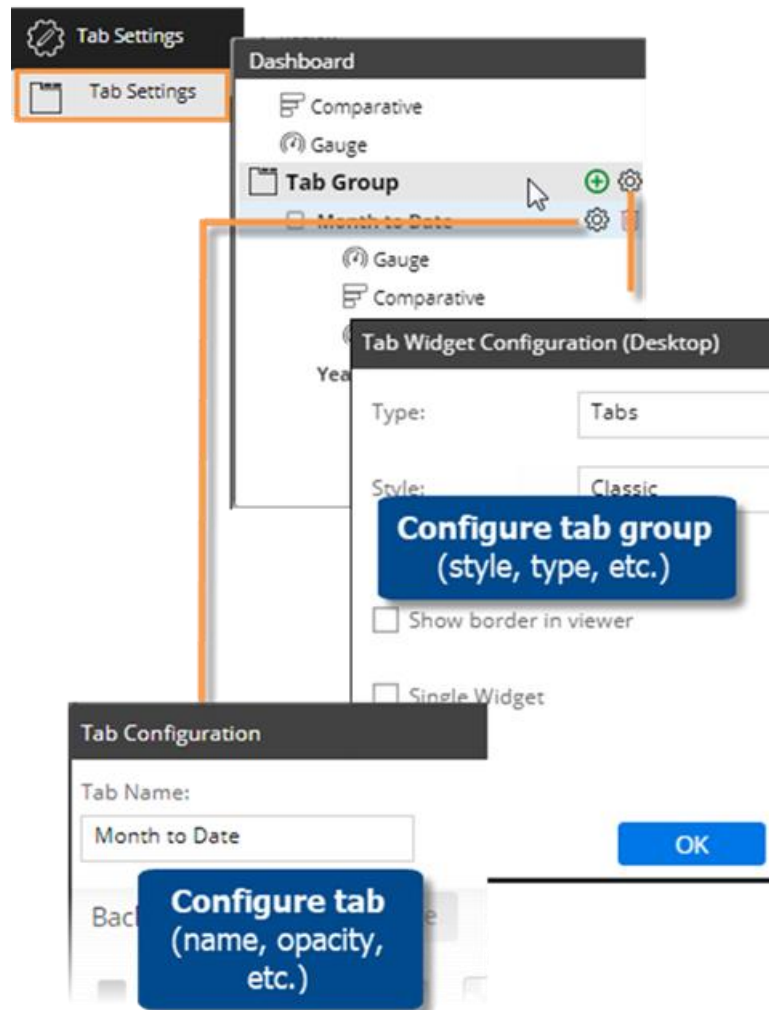 Tab Settings
Tab Settings
Dashboard
Comparative
Gauge
Tab Group
Month to Date
Gauge
Comparative
Yea
Tab Widget Configuration (Desktop)
Type:
Tabs
Style:
Classic
Configure tab group
(style, type, etc.)
Show border in viewer
Single Widget
OK
Tab Configuration
Tab Name:
Month to Date
Bac
e
Configure tab
(name, opacity,
etc.)